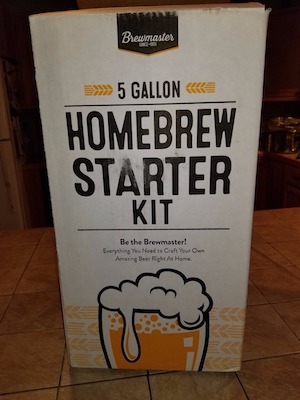 Brewmaster
5 GALLON
HOMEBREW
STARTER
KIT
Be the Brewmaster!
Everything You Need to Craft Your Own
Amazing Beer Right At Home.